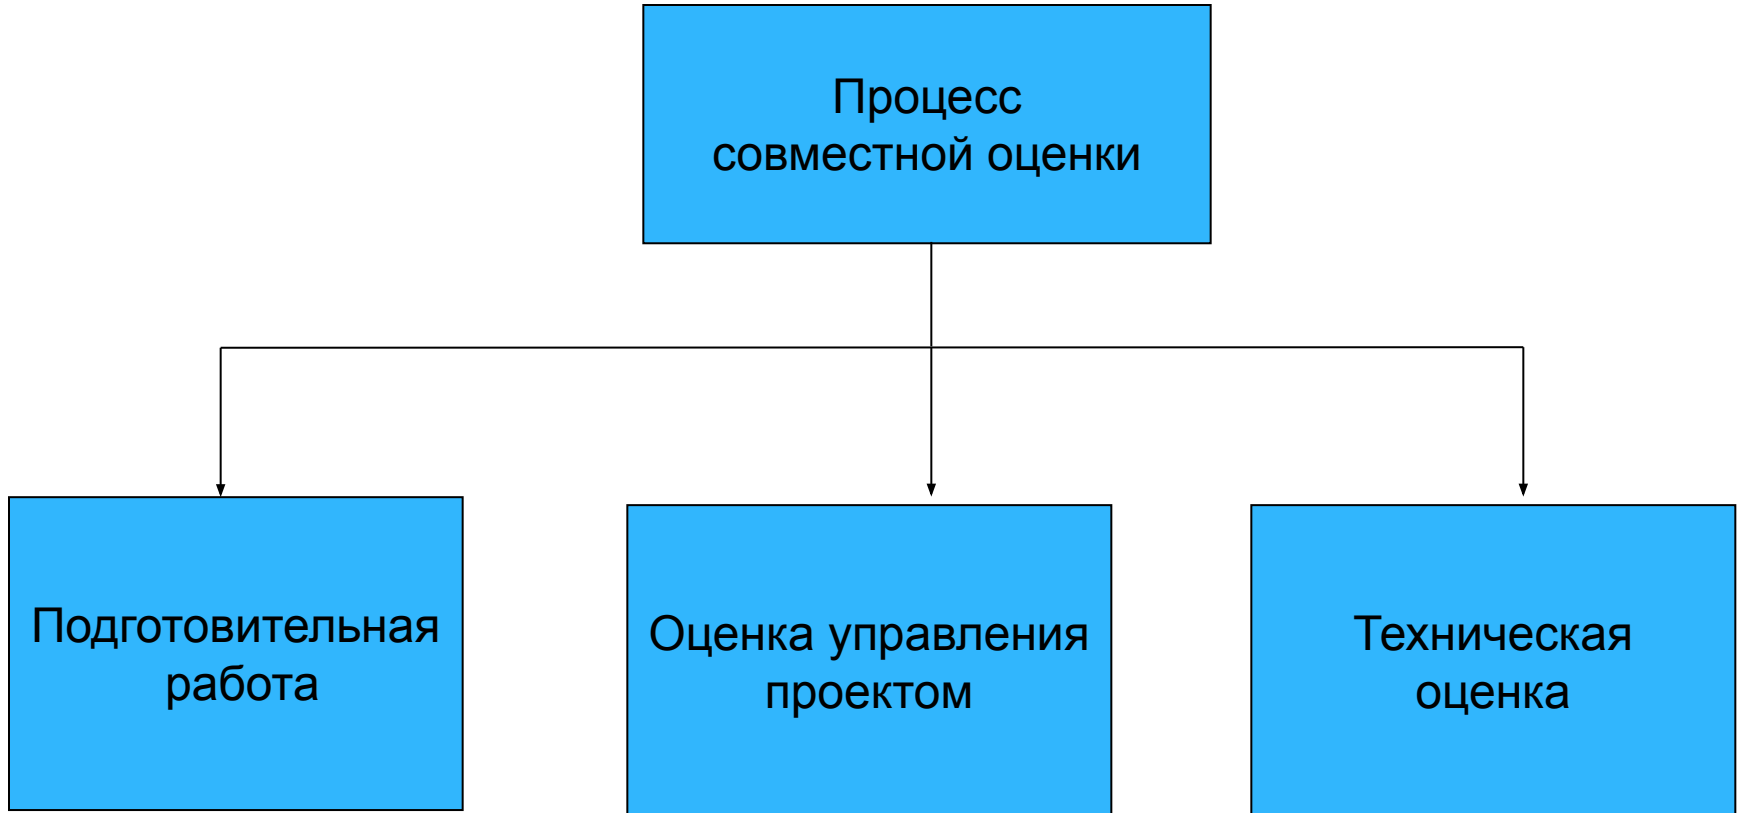 Процесс
совместной оценки
Подготовительная
работа
Оценка управления
проектом
Техническая
оценка